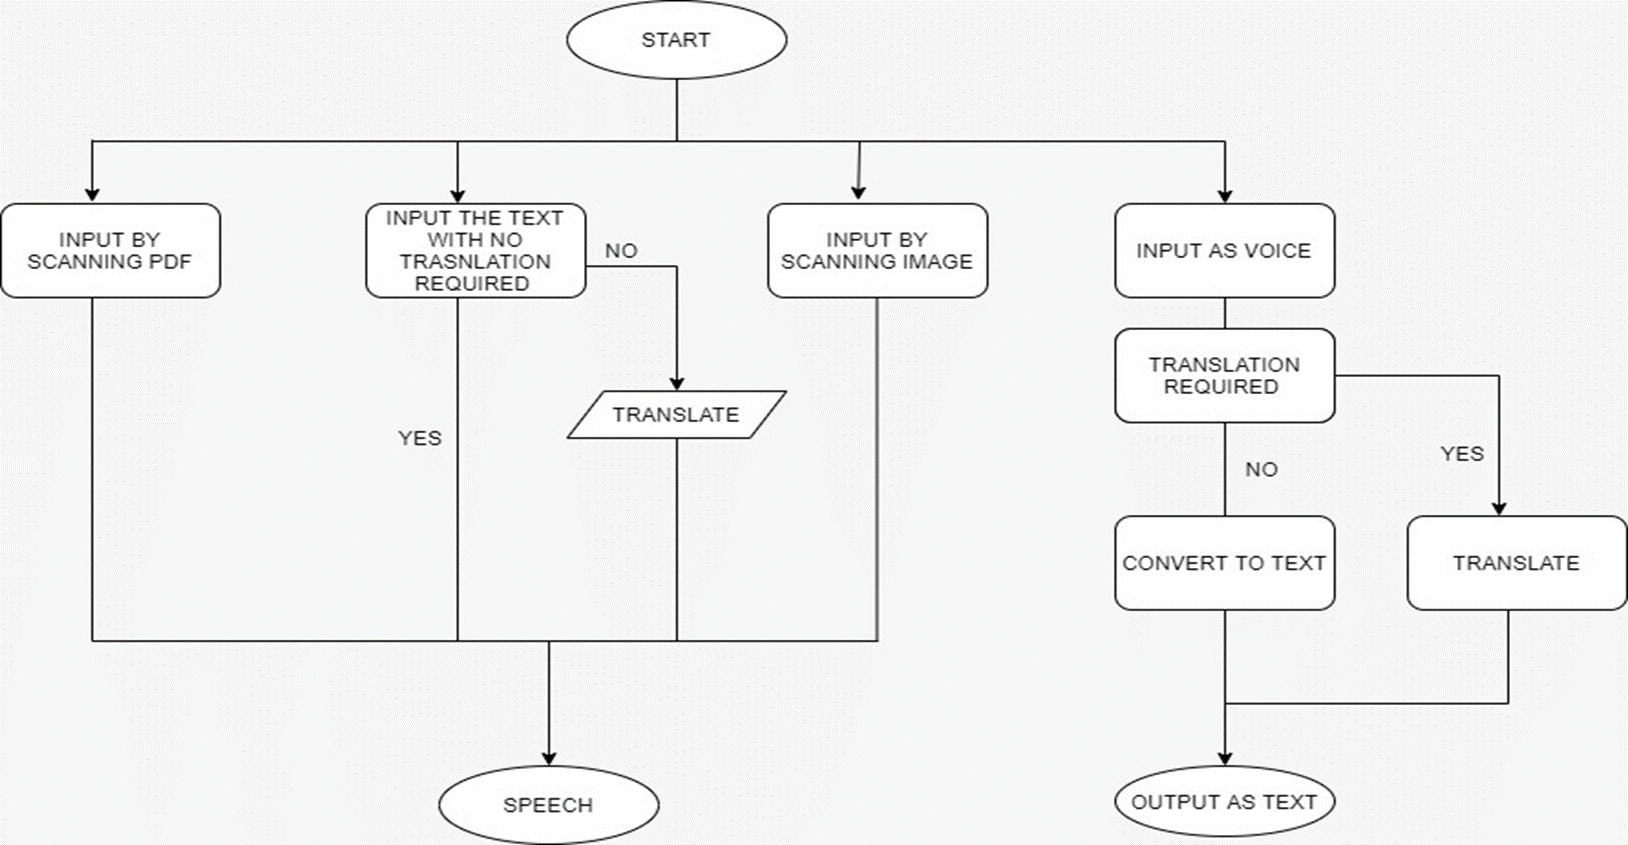 START
INPUT BY
SCANNING PDF
INPUT THE TEXT
WITH NO
TRASNLATION
REQUIRED
NO
INPUT BY
SCANNING IMAGE
INPUT AS VOICE
TRANSLATION
REQUIRED
TRANSLATE
YES
NO
YES
CONVERT TO TEXT
TRANSLATE
SPEECH
OUTPUT AS TEXT